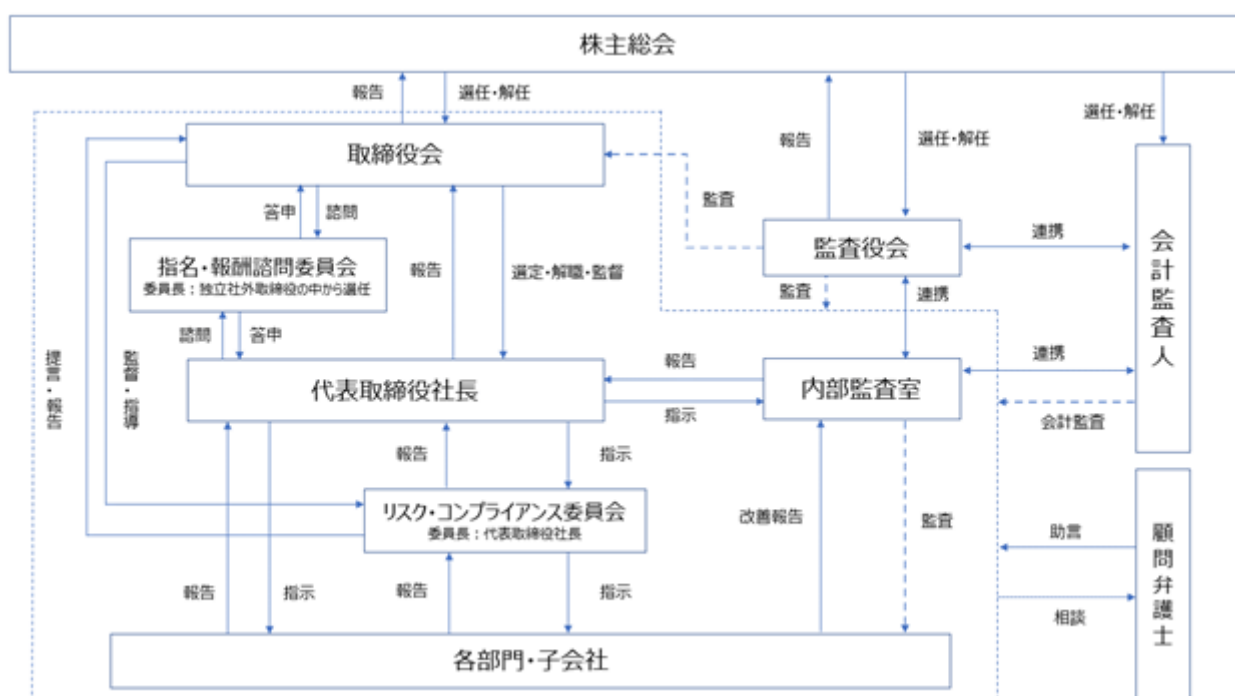 株主総会
報告
選任・解任
報告
選任・解任
選任・解任
取締役会
監査
答申
諮問
監査役会
連携
会計監査人
指名・報酬諮問委員会
委員長：独立社外取締役の中から選任
報告
選定・解職・監督
監査
連携
諮問
答申
提言・報告
監督・指導
代表取締役社長
報告
指示
内部監査室
連携
会計監査
報告
指示
リスク・コンプライアンス委員会
委員長：代表取締役社長
改善報告
監査
助言
顧問弁護士
報告
指示
報告
指示
相談
各部門・子会社